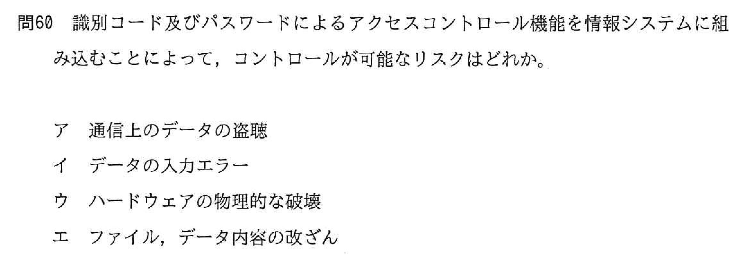 問60 識別コード及びパスワードによるアクセスコントロール機能を情報システムに組
み込むことによって，コントロールが可能なリスクはどれか。
ア 通信上のデータの盗聴
イ データの入力エラー
ウ ハードウェアの物理的な破壊
エ ファイル，データ内容の改ざん